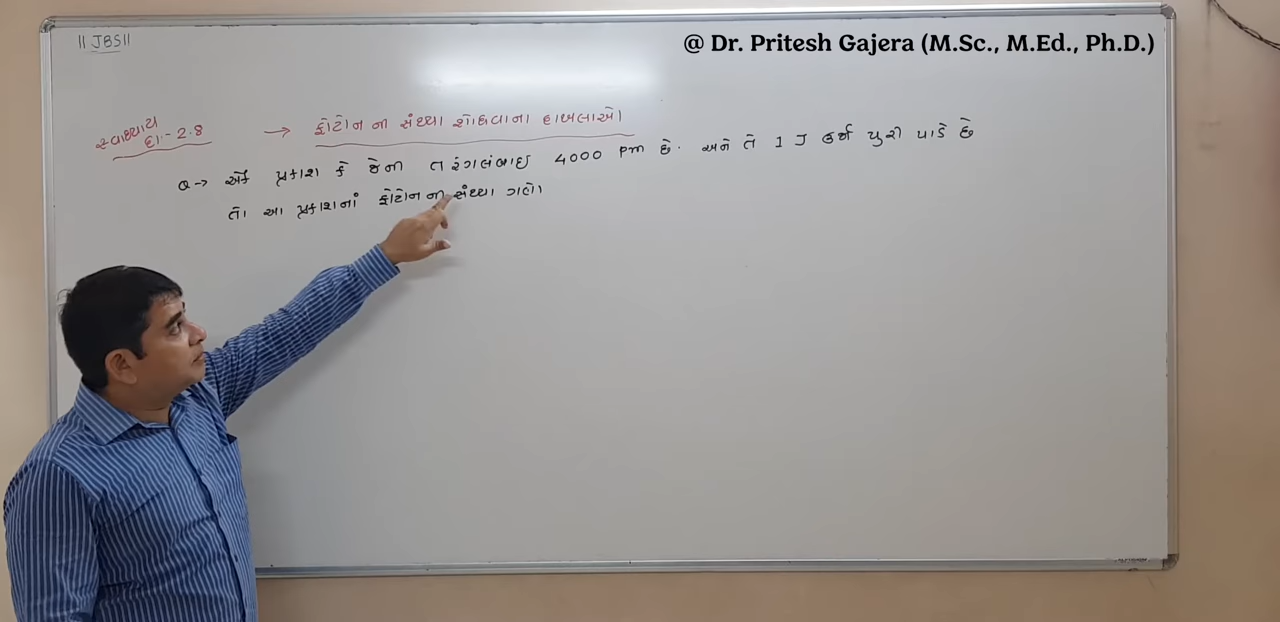 @ Dr. Pritesh Gajera (M.Sc., M.Ed., Ph.D.)
|| JBS ||
સ્વાધ્યાય
દા:- 2.8 → ફોટોન ની સંખ્યા શોધવાના દાખલાઓ
Q → એક પ્રકાશ કે જેની તરંગલંબાઈ 4000 pm છે. અને તે 1 J ઉર્જા પુરી પાડે છે
તો આ પ્રકાશનાં ફોટોન ની સંખ્યા ગણો